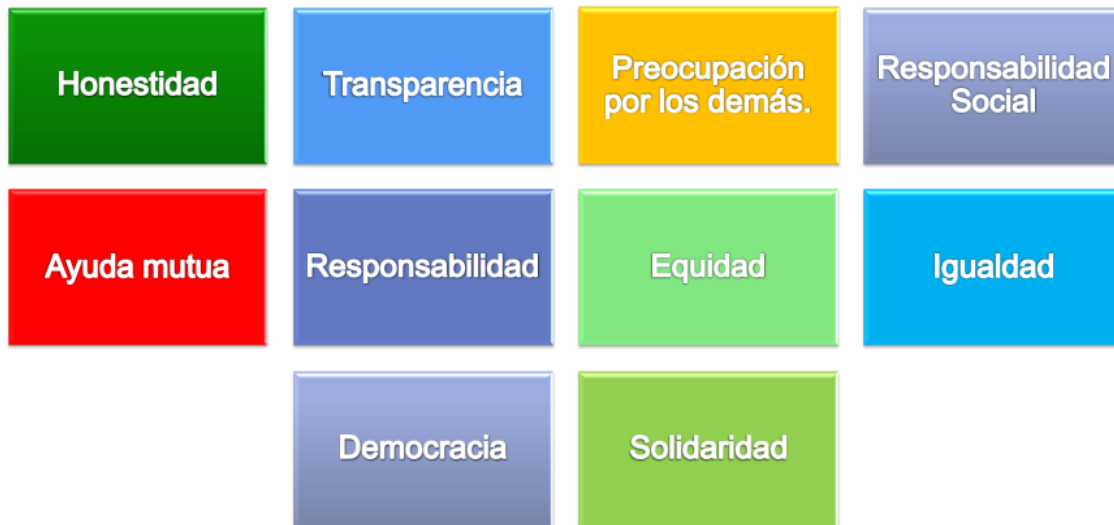 Honestidad
Transparencia
Preocupación
por los demás.
Responsabilidad
Social
Ayuda mutua
Responsabilidad
Equidad
Igualdad
Democracia
Solidaridad